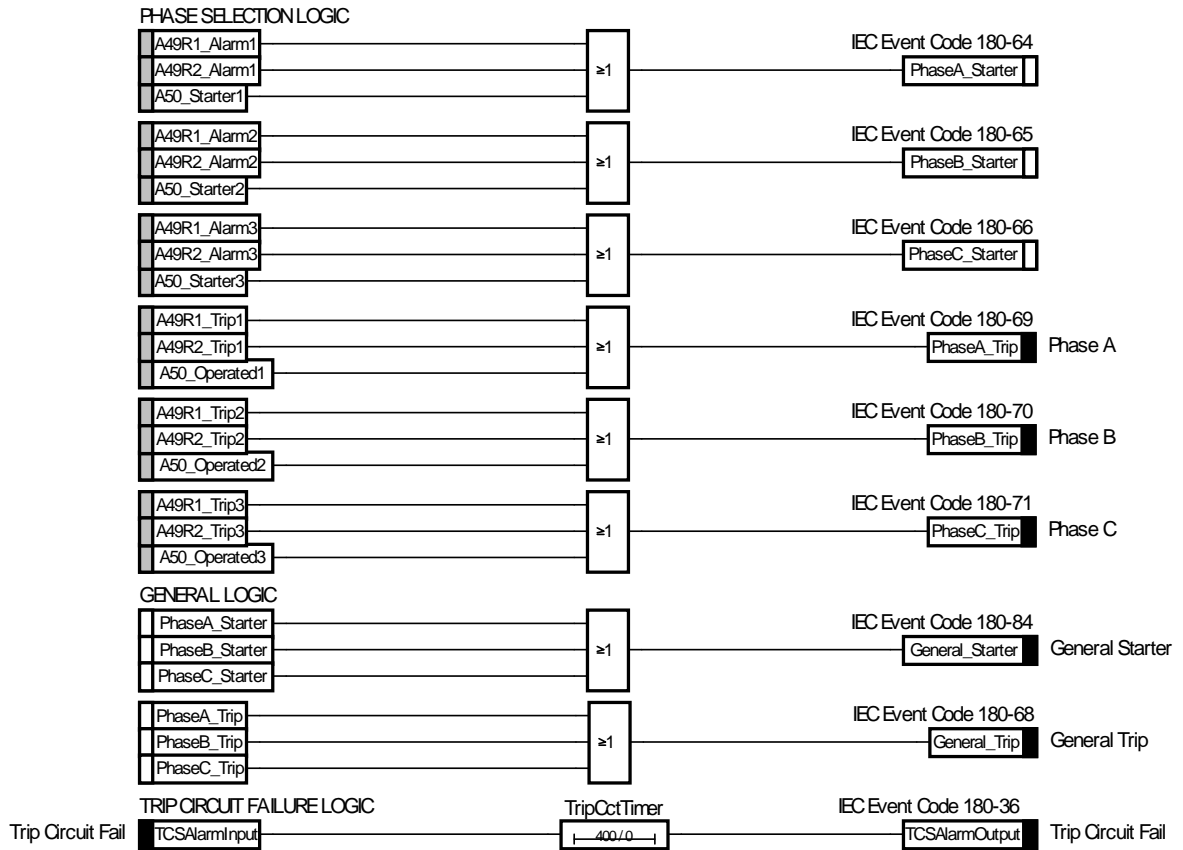 PHASE SELECTION LOGIC
A49R1_Alarm1
IEC Event Code 180-64
A49R2_Alarm1
≥1
PhaseA_Starter
A50_Starter1
A49R1_Alarm2
IEC Event Code 180-65
A49R2_Alarm2
≥1
PhaseB_Starter
A50_Starter2
A49R1_Alarm3
IEC Event Code 180-66
A49R2_Alarm3
≥1
PhaseC_Starter
A50_Starter3
A49R1_Trip1
IEC Event Code 180-69
A49R2_Trip1
≥1
PhaseA_Trip
Phase A
A50_Operated1
A49R1_Trip2
IEC Event Code 180-70
A49R2_Trip2
≥1
PhaseB_Trip
Phase B
A50_Operated2
A49R1_Trip3
IEC Event Code 180-71
A49R2_Trip3
≥1
PhaseC_Trip
Phase C
A50_Operated3
GENERAL LOGIC
PhaseA_Starter
IEC Event Code 180-84
PhaseB_Starter
≥1
General_Starter
General Starter
PhaseC_Starter
PhaseA_Trip
IEC Event Code 180-68
PhaseB_Trip
≥1
General_Trip
General Trip
PhaseC_Trip
TRIP CIRCUIT FAILURE LOGIC
TripCctTimer
IEC Event Code 180-36
Trip Circuit Fail
TCSAlarmInput
400 / 0
TCSAlarmOutput
Trip Circuit Fail